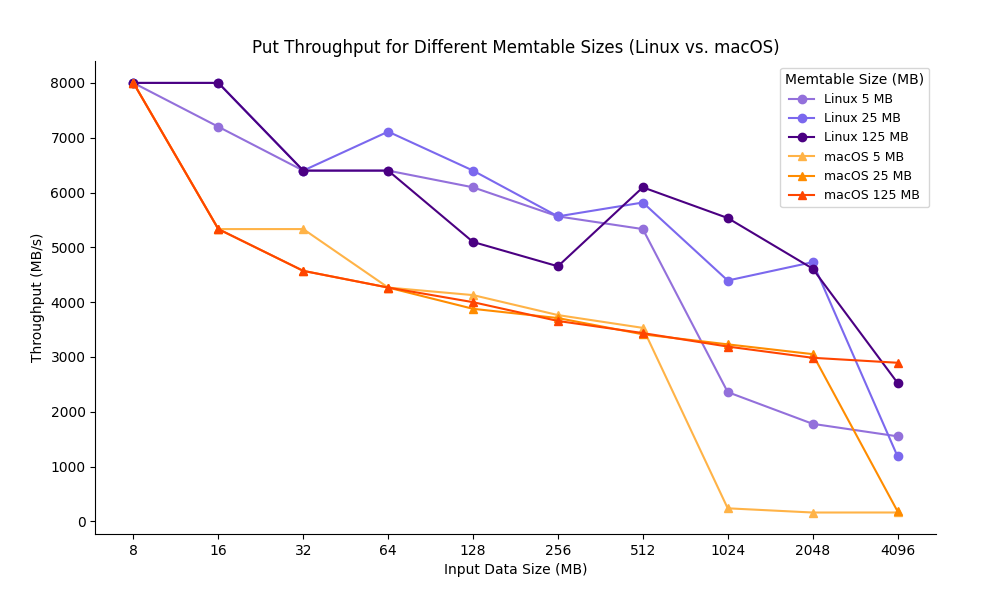 Put Throughput for Different Memtable Sizes (Linux vs. macOS)
Memtable Size (MB)
Linux 5 MB
Linux 25 MB
Linux 125 MB
macOS 5 MB
macOS 25 MB
macOS 125 MB
Throughput (MB/s)
8000
7000
6000
5000
4000
3000
2000
1000
0
8 16 32 64 128 256 512 1024 2048 4096
Input Data Size (MB)